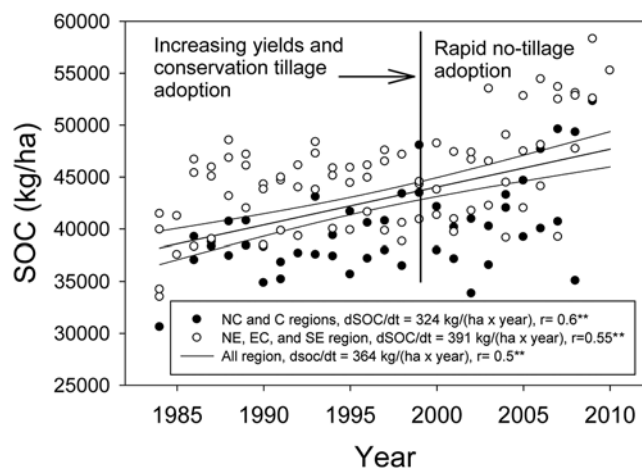 Increasing yields and
conservation tillage
adoption
Rapid no-tillage
adoption
60000
55000
50000
45000
40000
35000
30000
25000
SOC (kg/ha)
NC and C regions, dSOC/dt = 324 kg/(ha x year), r= 0.6**
NE, EC, and SE region, dSOC/dt = 391 kg/(ha x year), r=0.55**
All region, dsoc/dt = 364 kg/(ha x year), r= 0.5**
1985 1990 1995 2000 2005 2010
Year